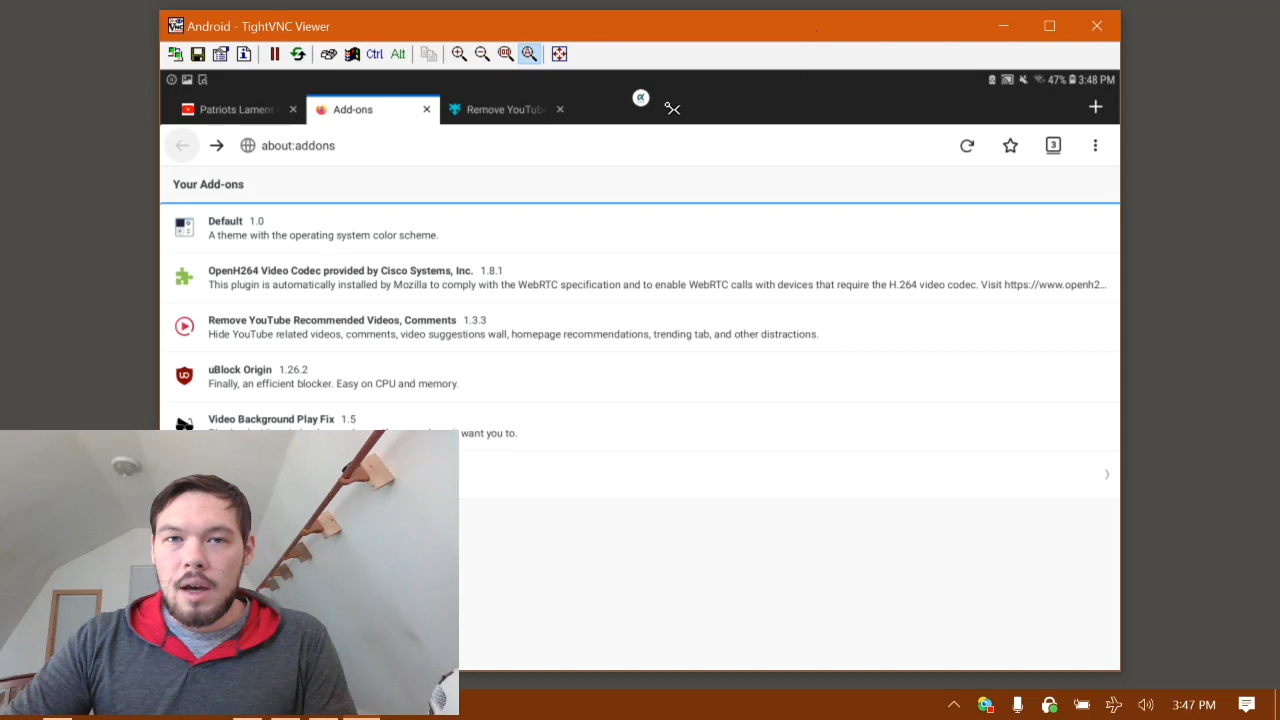 Android - TightVNC Viewer
Ctrl Alt
47% 3:48 PM
Patriots Lament
Add-ons
Remove YouTub
about:addons
3
Your Add-ons
Default 1.0
A theme with the operating system color scheme.
OpenH264 Video Codec provided by Cisco Systems, Inc. 1.8.1
This plugin is automatically installed by Mozilla to comply with the WebRTC specification and to enable WebRTC calls with devices that require the H.264 video codec. Visit https://www.openh2...
Remove YouTube Recommended Videos, Comments 1.3.3
Hide YouTube related videos, comments, video suggestions wall, homepage recommendations, trending tab, and other distractions.
uBlock Origin 1.26.2
Finally, an efficient blocker. Easy on CPU and memory.
Video Background Play Fix 1.5
want you to.
3:47 PM